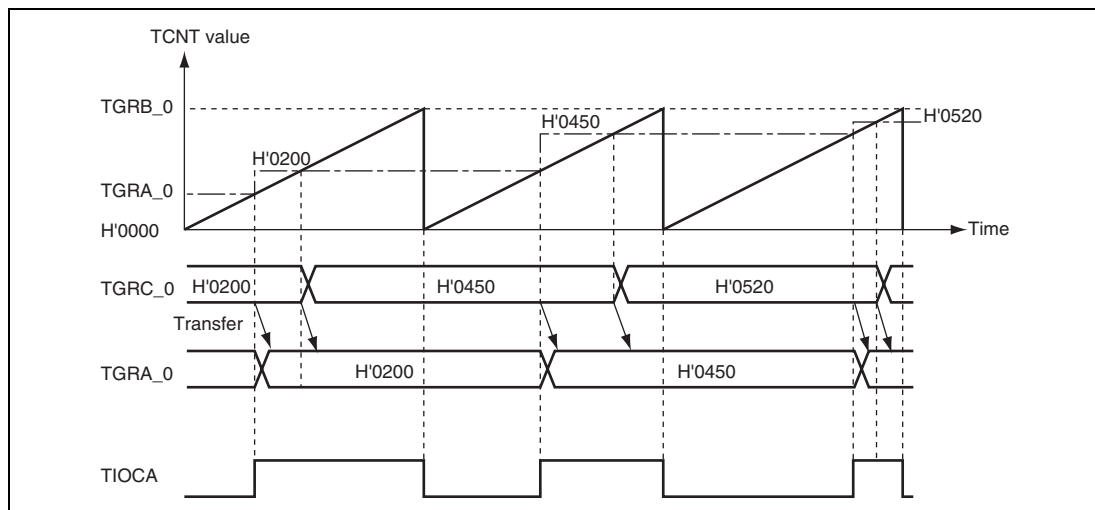 TCNT value
TGRB_0
H'0520
H'0450
H'0200
TGRA_0
H'0000
Time
TGRC_0
H'0200
H'0450
H'0520
Transfer
TGRA_0
H'0200
H'0450
TIOCA